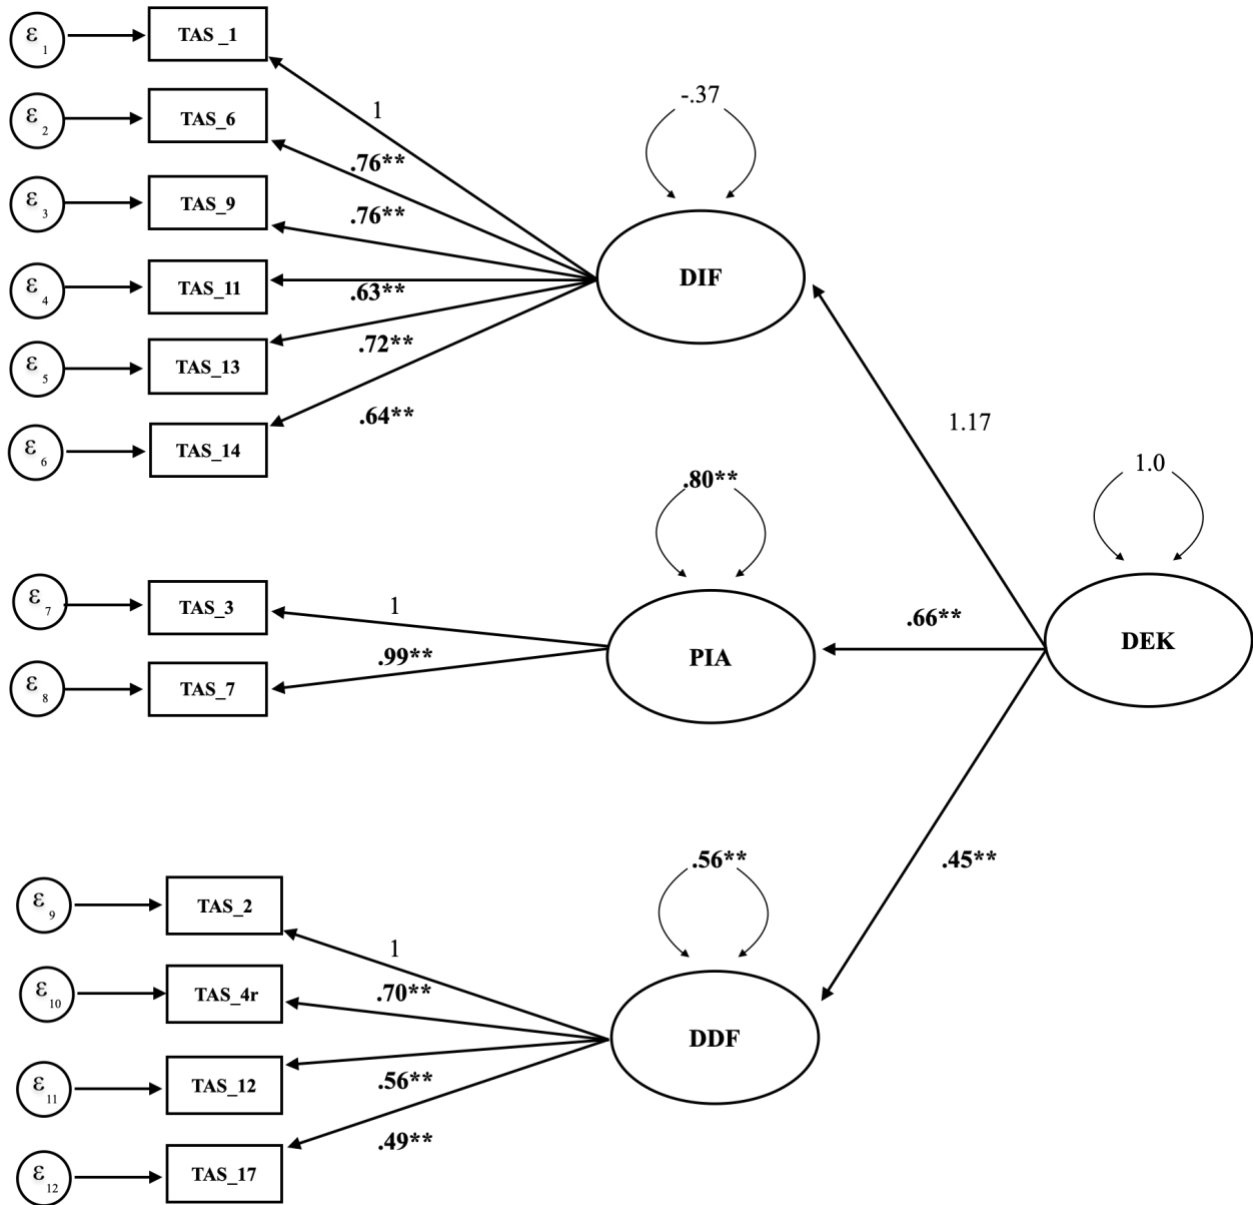 ε1
TAS _1
-.37
1
ε2
TAS_6
.76**
ε3
TAS_9
.76**
DIF
ε4
TAS_11
.63**
.72**
ε5
TAS_13
.64**
1.17
ε6
TAS_14
.80**
1.0
ε7
TAS_3
1
.66**
DEK
.99**
PIA
ε8
TAS_7
.56**
.45**
ε9
TAS_2
1
ε10
TAS_4r
.70**
DDF
ε11
TAS_12
.56**
.49**
ε12
TAS_17